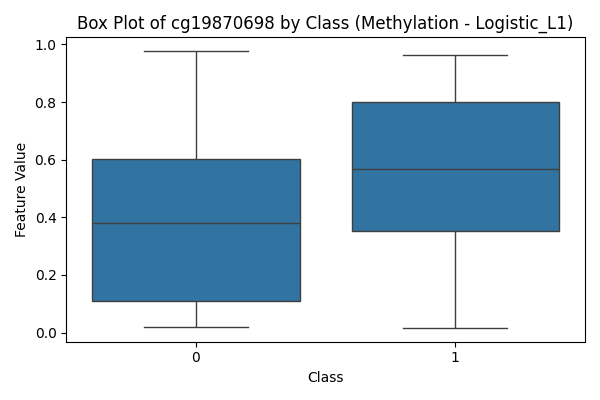 Box Plot of cg19870698 by Class (Methylation - Logistic_L1)
1.0
0.8
0.6
0.4
0.2
0.0
Feature Value
0 1
Class